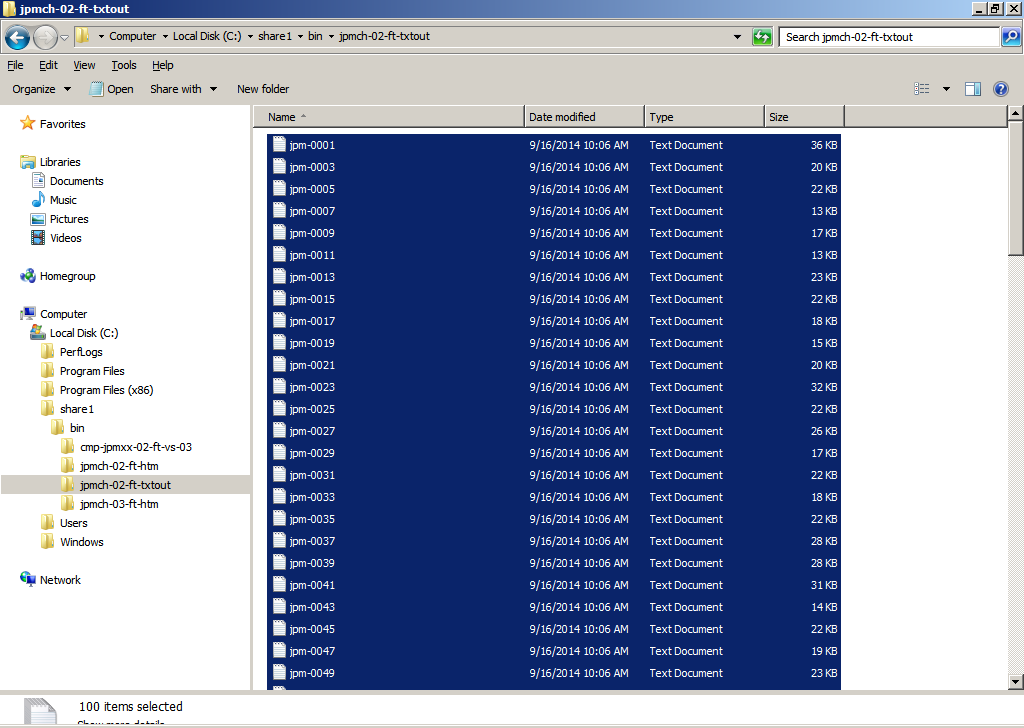 jpmch-02-ft-txtout
Computer Local Disk (C:) share1 bin jpmch-02-ft-txtout
Search jpmch-02-ft-txtout
File Edit View Tools Help
Organize Open Share with New folder
Favorites
Libraries
Documents
Music
Pictures
Videos
Homegroup
Computer
Local Disk (C:)
PerfLogs
Program Files
Program Files (x86)
share1
bin
cmp-jpmxx-02-ft-vs-03
jpmch-02-ft-htm
jpmch-02-ft-txtout
jpmch-03-ft-htm
Users
Windows
Network
Name Date modified Type Size
jpm-0001 9/16/2014 10:06 AM Text Document 36 KB
jpm-0003 9/16/2014 10:06 AM Text Document 20 KB
jpm-0005 9/16/2014 10:06 AM Text Document 22 KB
jpm-0007 9/16/2014 10:06 AM Text Document 13 KB
jpm-0009 9/16/2014 10:06 AM Text Document 17 KB
jpm-0011 9/16/2014 10:06 AM Text Document 13 KB
jpm-0013 9/16/2014 10:06 AM Text Document 23 KB
jpm-0015 9/16/2014 10:06 AM Text Document 22 KB
jpm-0017 9/16/2014 10:06 AM Text Document 18 KB
jpm-0019 9/16/2014 10:06 AM Text Document 15 KB
jpm-0021 9/16/2014 10:06 AM Text Document 20 KB
jpm-0023 9/16/2014 10:06 AM Text Document 32 KB
jpm-0025 9/16/2014 10:06 AM Text Document 22 KB
jpm-0027 9/16/2014 10:06 AM Text Document 26 KB
jpm-0029 9/16/2014 10:06 AM Text Document 17 KB
jpm-0031 9/16/2014 10:06 AM Text Document 22 KB
jpm-0033 9/16/2014 10:06 AM Text Document 18 KB
jpm-0035 9/16/2014 10:06 AM Text Document 22 KB
jpm-0037 9/16/2014 10:06 AM Text Document 28 KB
jpm-0039 9/16/2014 10:06 AM Text Document 28 KB
jpm-0041 9/16/2014 10:06 AM Text Document 31 KB
jpm-0043 9/16/2014 10:06 AM Text Document 14 KB
jpm-0045 9/16/2014 10:06 AM Text Document 22 KB
jpm-0047 9/16/2014 10:06 AM Text Document 19 KB
jpm-0049 9/16/2014 10:06 AM Text Document 23 KB
100 items selected
Show more details